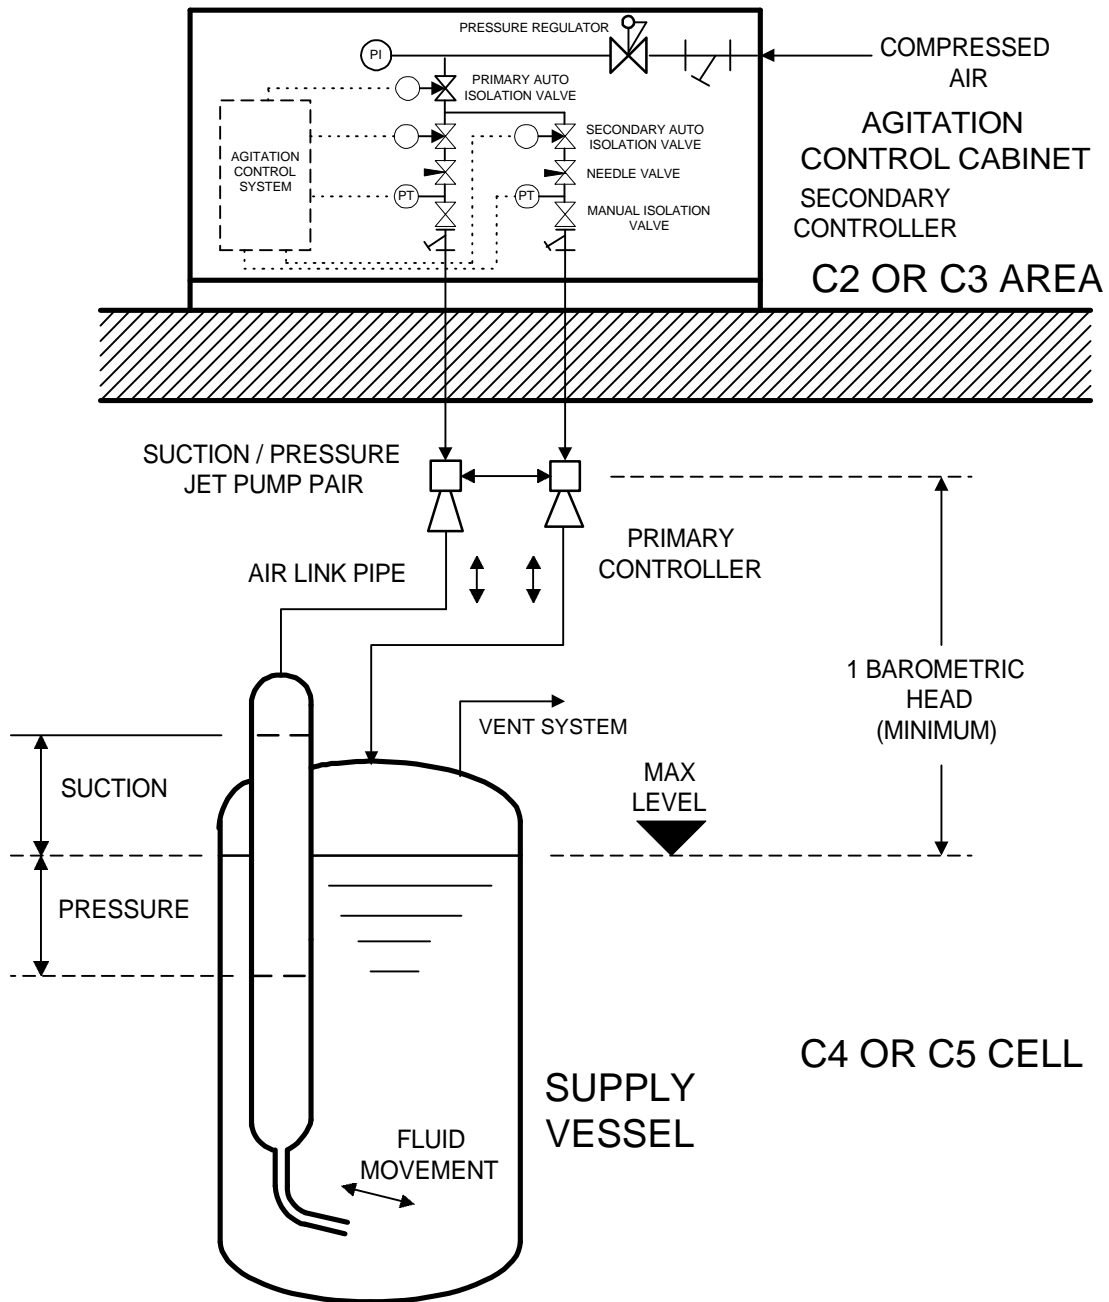 PRESSURE REGULATOR
PI
COMPRESSED
AIR
PRIMARY AUTO
ISOLATION VALVE
AGITATION
CONTROL CABINET
SECONDARY
CONTROLLER
SECONDARY AUTO
ISOLATION VALVE
AGITATION
CONTROL
SYSTEM
NEEDLE VALVE
PT
PT
MANUAL ISOLATION
VALVE
C2 OR C3 AREA
SUCTION / PRESSURE
JET PUMP PAIR
PRIMARY
CONTROLLER
AIR LINK PIPE
1 BAROMETRIC
HEAD
(MINIMUM)
VENT SYSTEM
SUCTION
MAX
LEVEL
PRESSURE
C4 OR C5 CELL
SUPPLY
VESSEL
FLUID
MOVEMENT